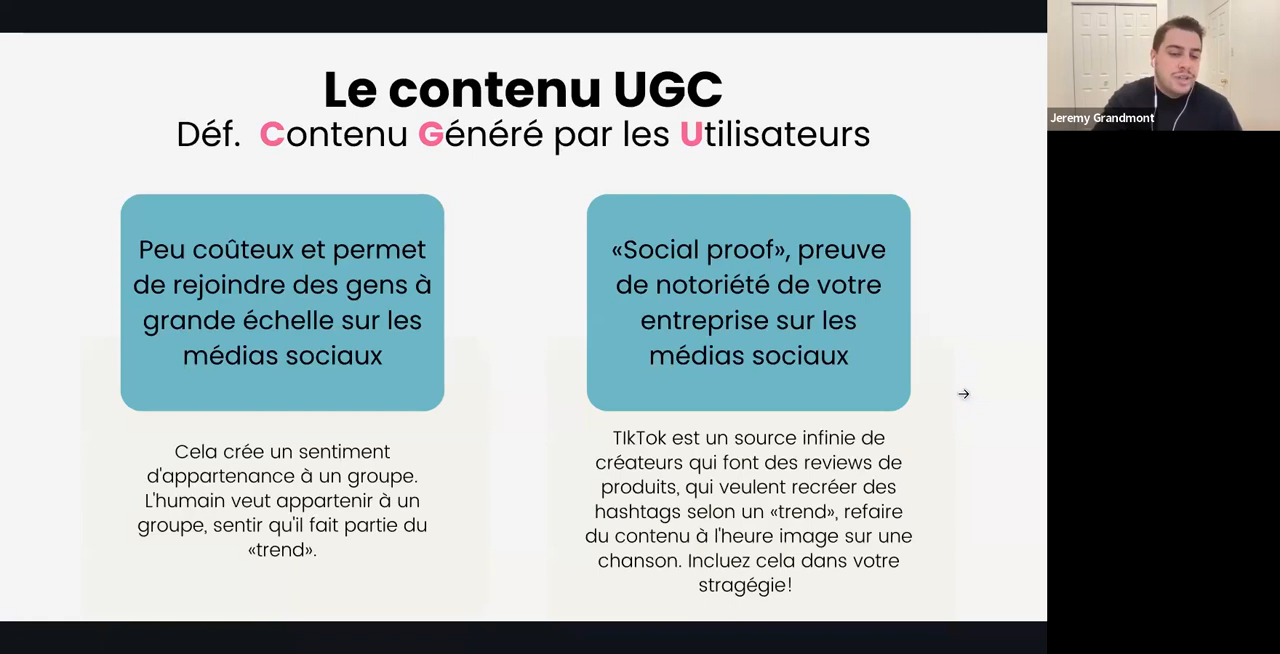 Le contenu UGC
Déf. Contenu Généré par les Utilisateurs
Peu coûteux et permet
de rejoindre des gens à
grande échelle sur les
médias sociaux
Cela crée un sentiment
d'appartenance à un groupe.
L'humain veut appartenir à un
groupe, sentir qu'il fait partie du
«trend».
«Social proof», preuve
de notoriété de votre
entreprise sur les
médias sociaux
TIkTok est un source infinie de
créateurs qui font des reviews de
produits, qui veulent recréer des
hashtags selon un «trend», refaire
du contenu à l'heure image sur une
chanson. Incluez cela dans votre
stragégie!
Jeremy Grandmont